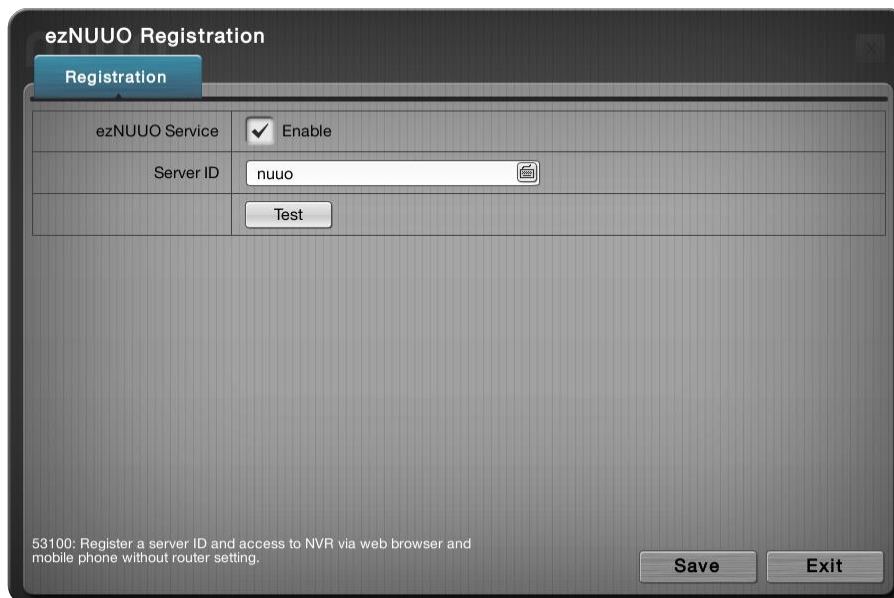 ezNUUO Registration
Registration
ezNUUO Service
Enable
Server ID
nuuo
Test
53100: Register a server ID and access to NVR via web browser and
mobile phone without router setting.
Save
Exit